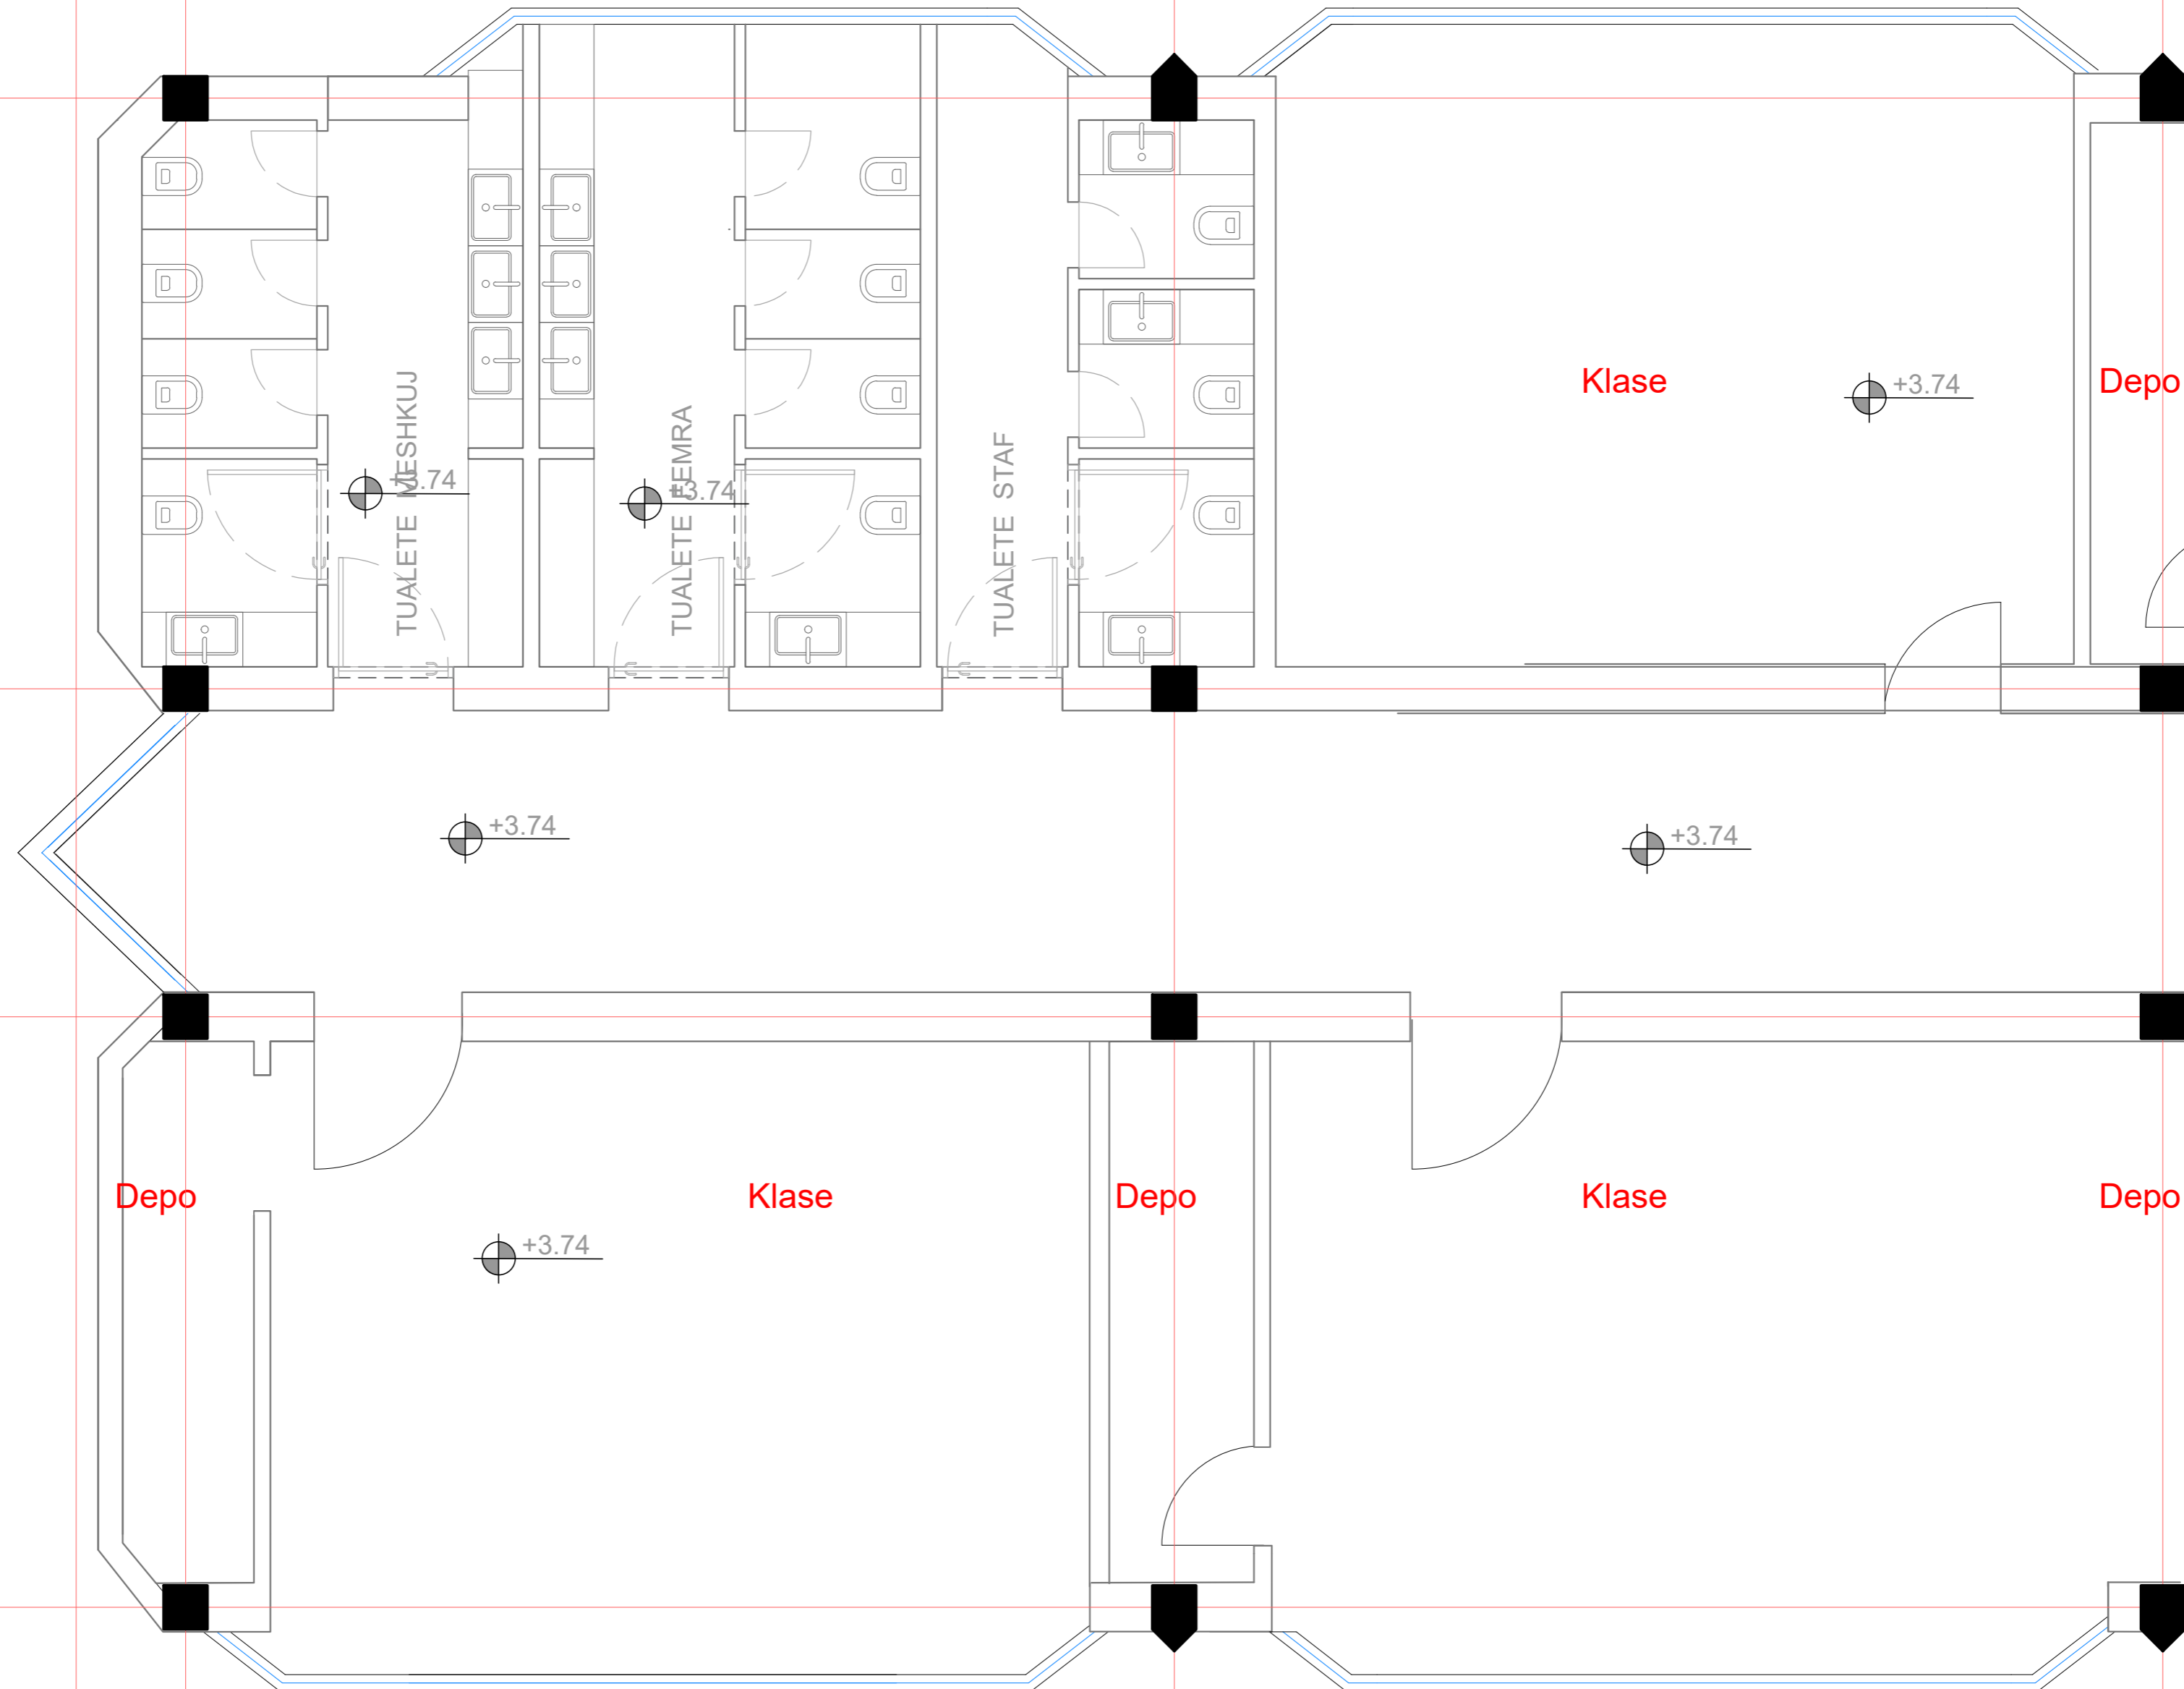 Klase
+3.74
Depo
TUALETE MESHKUJ
+3.74
TUALETE FEMRA
+3.74
TUALETE STAF
+3.74
+3.74
Depo
Klase
Depo
Klase
Depo
+3.74